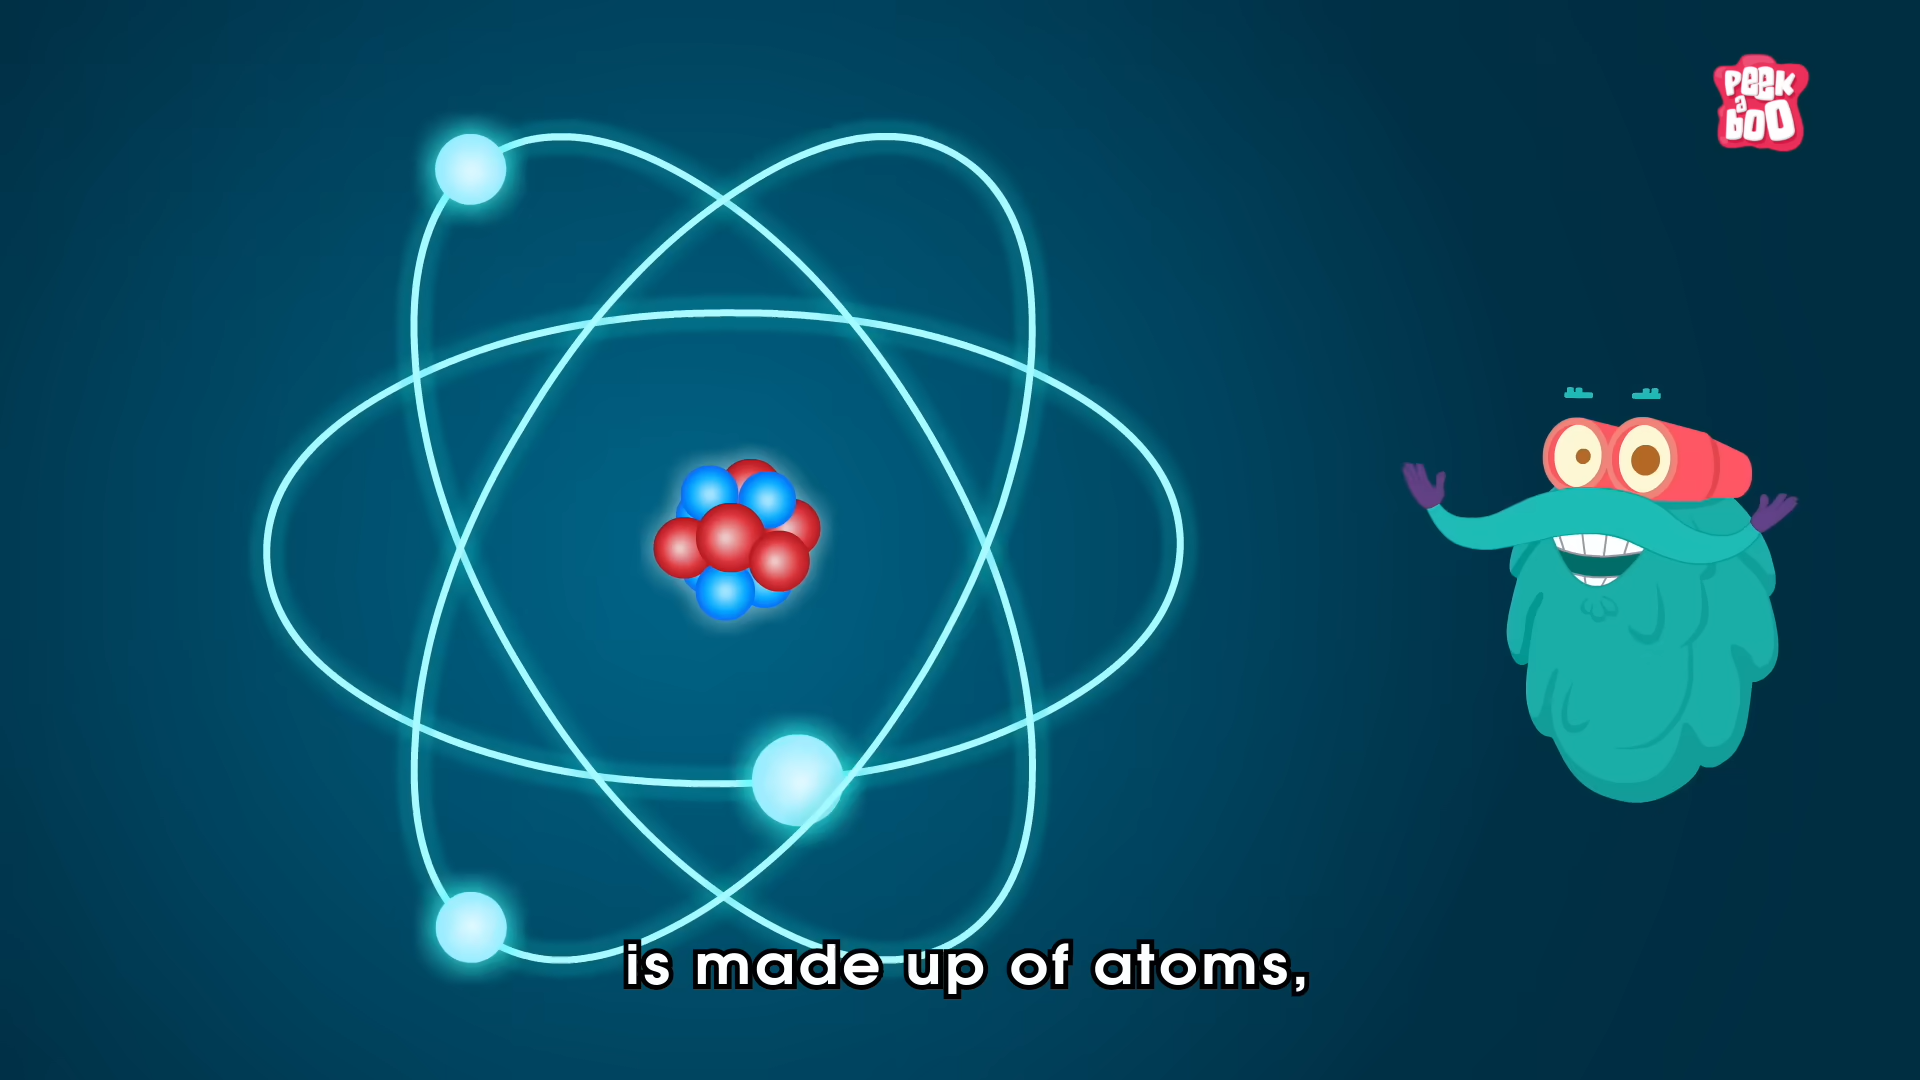 peek
a
boo
is made up of atoms,